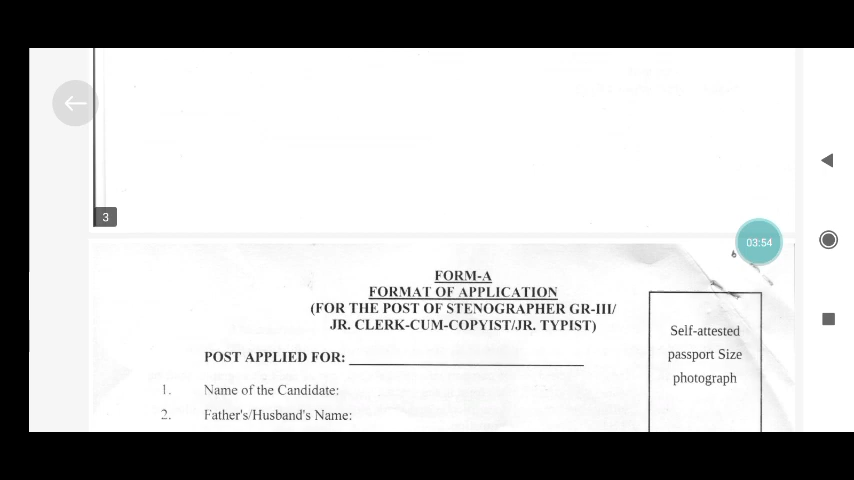 3
03:54
FORM-A
FORMAT OF APPLICATION
(FOR THE POST OF STENOGRAPHER GR-III/
JR. CLERK-CUM-COPYIST/JR. TYPIST)
Self-attested
passport Size
photograph
POST APPLIED FOR:
1. Name of the Candidate:
2. Father's/Husband's Name: